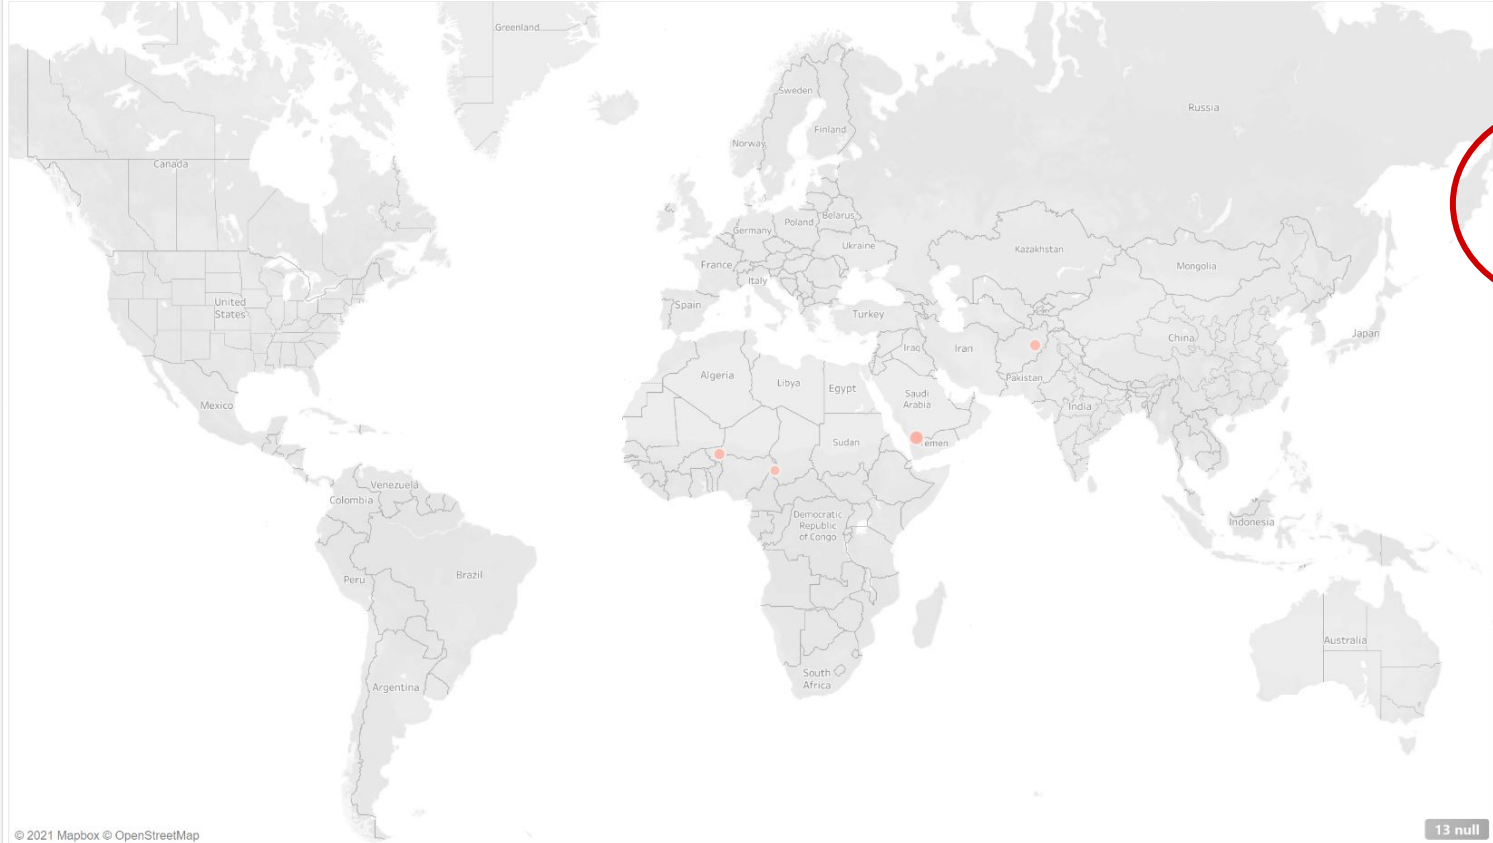 Greenland
Sweden
Russia
Finland
Norway
Canada
Poland
Belarus
Germany
Ukraine
Kazakhstan
France
Mongolia
Italy
United
States
Spain
Turkey
Japan
China
Iraq
Iran
Algeria
Pakistan
Libya
Egypt
Saudi
Arabia
Mexico
India
Sudan
emen
Venezuela
Colombia
Democratic
Republic
of Congo
Indonesia
Brazil
Peru
Australia
South
Africa
Argentina
© 2021 Mapbox © OpenStreetMap
13 null